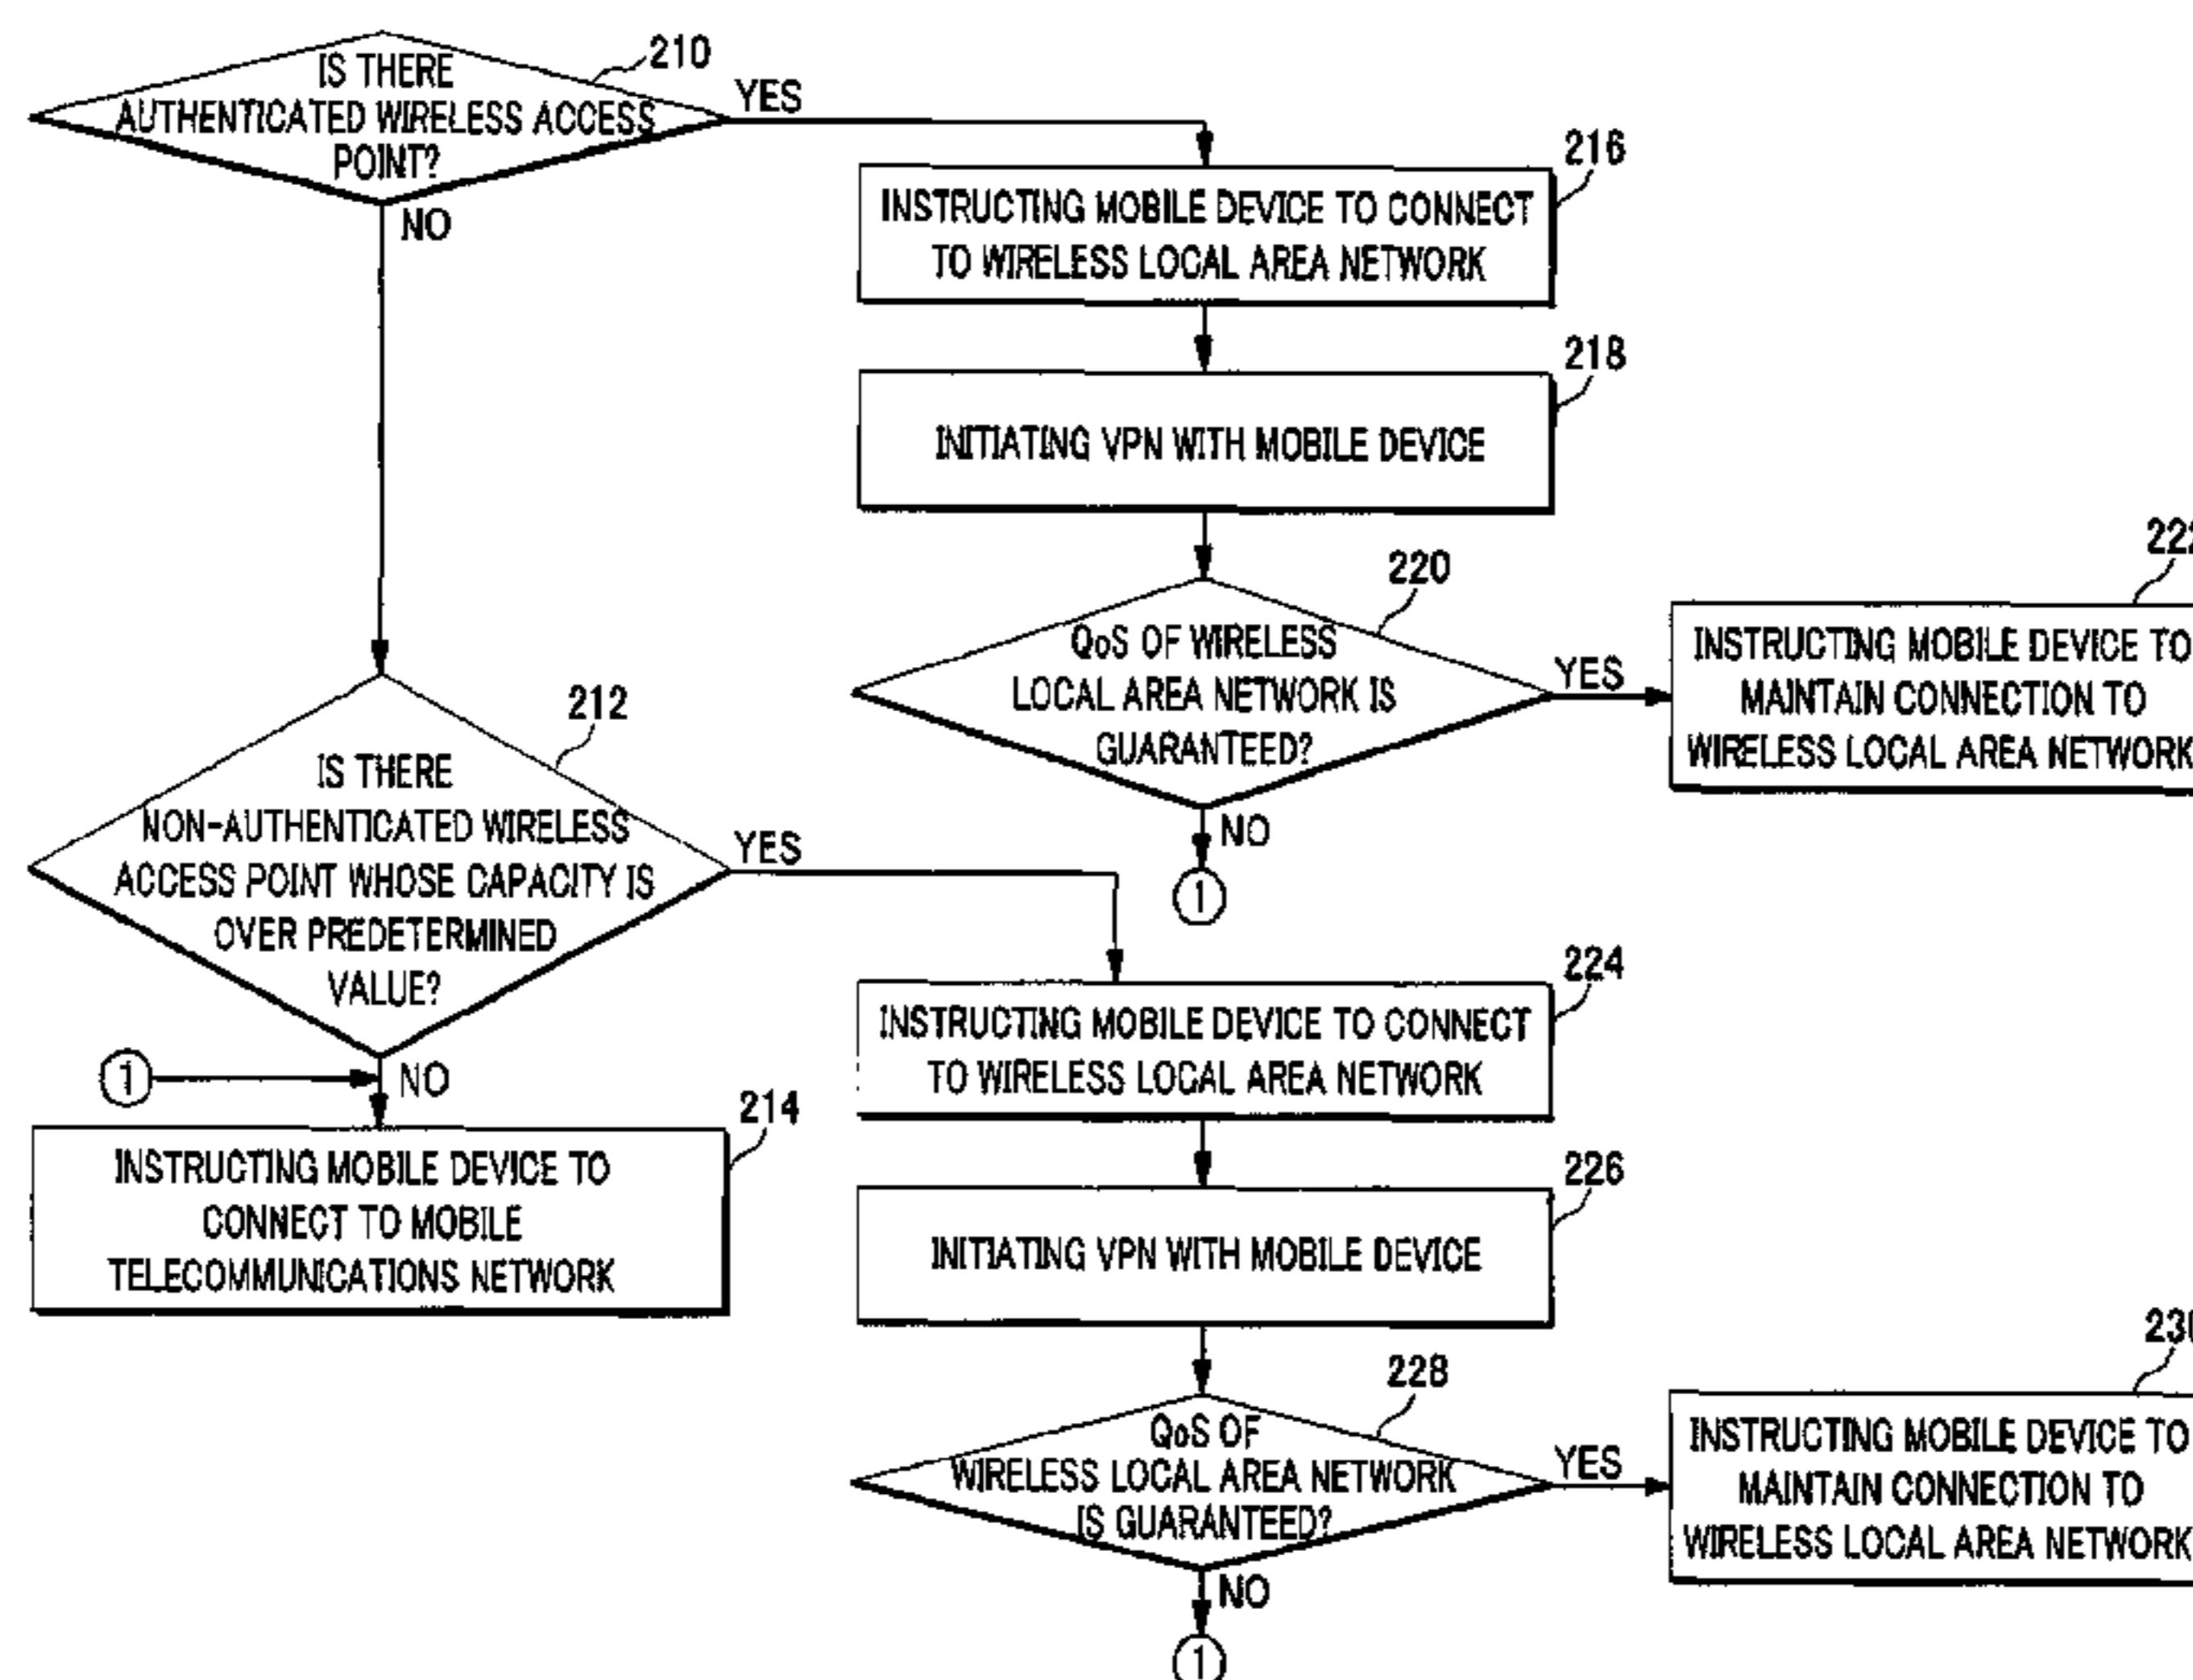 IS THERE
AUTHENTICATED WIRELESS ACCESS
POINT?
210
YES
NO
216
INSTRUCTING MOBILE DEVICE TO CONNECT
TO WIRELESS LOCAL AREA NETWORK
218
INITIATING VPN WITH MOBILE DEVICE
220
QoS OF WIRELESS
LOCAL AREA NETWORK IS
GUARANTEED?
YES
NO
1
222
INSTRUCTING MOBILE DEVICE TO
MAINTAIN CONNECTION TO
WIRELESS LOCAL AREA NETWORK
212
IS THERE
NON-AUTHENTICATED WIRELESS
ACCESS POINT WHOSE CAPACITY IS
OVER PREDETERMINED
VALUE?
YES
1
NO
214
INSTRUCTING MOBILE DEVICE TO
CONNECT TO MOBILE
TELECOMMUNICATIONS NETWORK
224
INSTRUCTING MOBILE DEVICE TO CONNECT
TO WIRELESS LOCAL AREA NETWORK
226
INITIATING VPN WITH MOBILE DEVICE
228
QoS OF
WIRELESS LOCAL AREA NETWORK
IS GUARANTEED?
YES
NO
1
230
INSTRUCTING MOBILE DEVICE TO
MAINTAIN CONNECTION TO
WIRELESS LOCAL AREA NETWORK